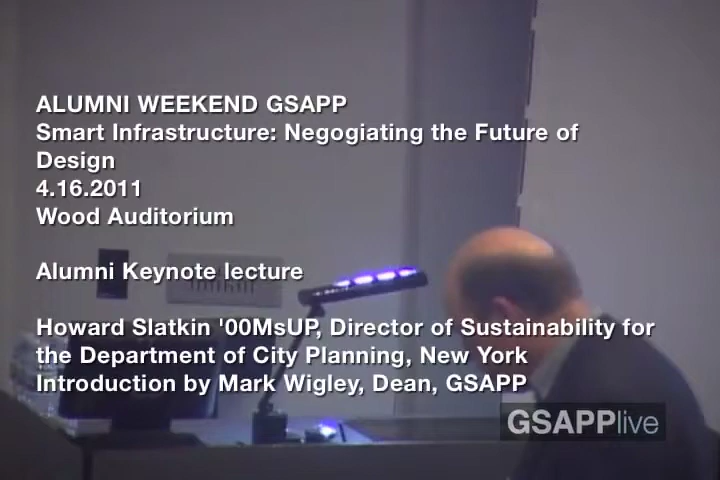 ALUMNI WEEKEND GSAPP
Smart Infrastructure: Negogiating the Future of
Design
4.16.2011
Wood Auditorium
Alumni Keynote lecture
Howard Slatkin '00MsUP, Director of Sustainability for
the Department of City Planning, New York
Introduction by Mark Wigley, Dean, GSAPP
GSAPPlive